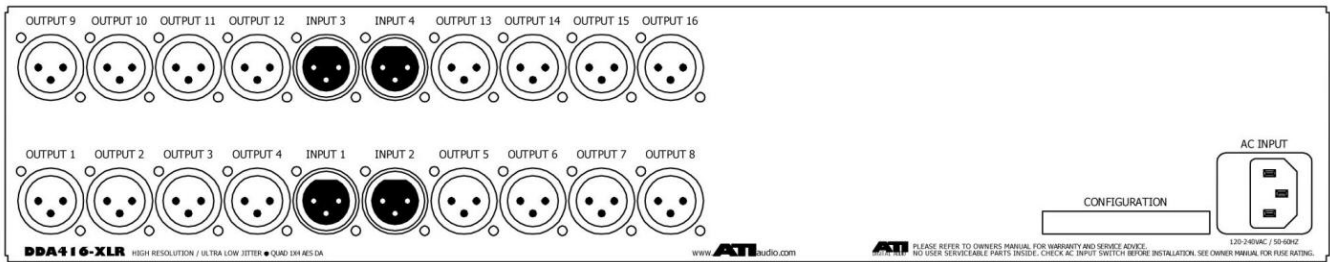 OUTPUT 9 OUTPUT 10 OUTPUT 11 OUTPUT 12 INPUT 3 INPUT 4 OUTPUT 13 OUTPUT 14 OUTPUT 15 OUTPUT 16
OUTPUT 1 OUTPUT 2 OUTPUT 3 OUTPUT 4 INPUT 1 INPUT 2 OUTPUT 5 OUTPUT 6 OUTPUT 7 OUTPUT 8
AC INPUT
CONFIGURATION
120-240VAC / 50-60HZ
DDA416-XLR HIGH RESOLUTION / ULTRA LOW JITTER ● QUAD 1X4 AES DA
www.ATIaudio.com
ATI
DIGITAL AUDIO
PLEASE REFER TO OWNERS MANUAL FOR WARRANTY AND SERVICE ADVICE.
NO USER SERVICEABLE PARTS INSIDE. CHECK AC INPUT SWITCH BEFORE INSTALLATION. SEE OWNER MANUAL FOR FUSE RATING.